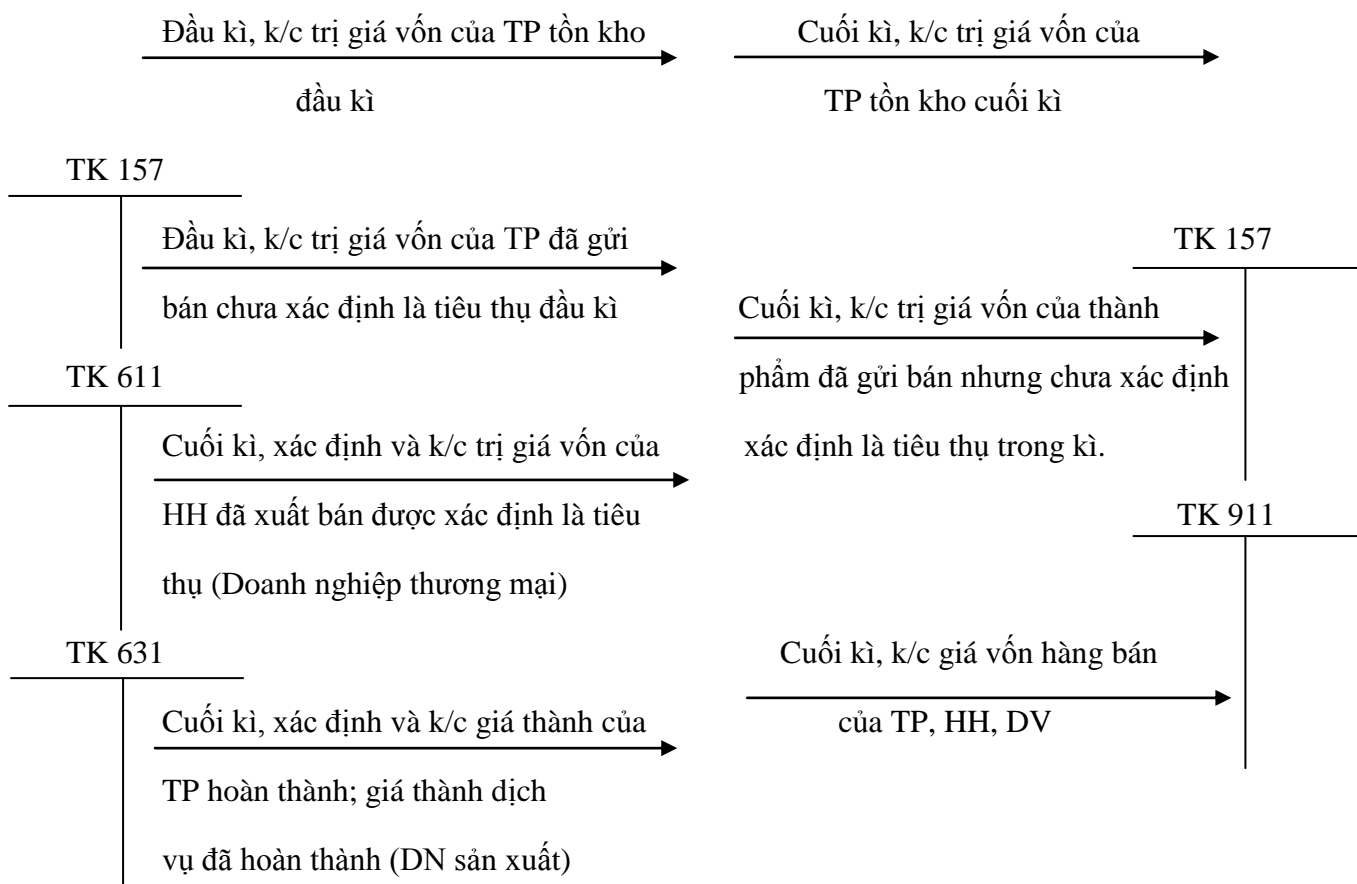 Đầu kì, k/c trị giá vốn của TP tồn kho
đầu kì
Cuối kì, k/c trị giá vốn của
TP tồn kho cuối kì
TK 157
Đầu kì, k/c trị giá vốn của TP đã gửi
bán chưa xác định là tiêu thụ đầu kì
TK 157
Cuối kì, k/c trị giá vốn của thành
phẩm đã gửi bán nhưng chưa xác định
xác định là tiêu thụ trong kì.
TK 611
Cuối kì, xác định và k/c trị giá vốn của
HH đã xuất bán được xác định là tiêu
thụ (Doanh nghiệp thương mại)
TK 911
TK 631
Cuối kì, k/c giá vốn hàng bán
của TP, HH, DV
Cuối kì, xác định và k/c giá thành của
TP hoàn thành; giá thành dịch
vụ đã hoàn thành (DN sản xuất)